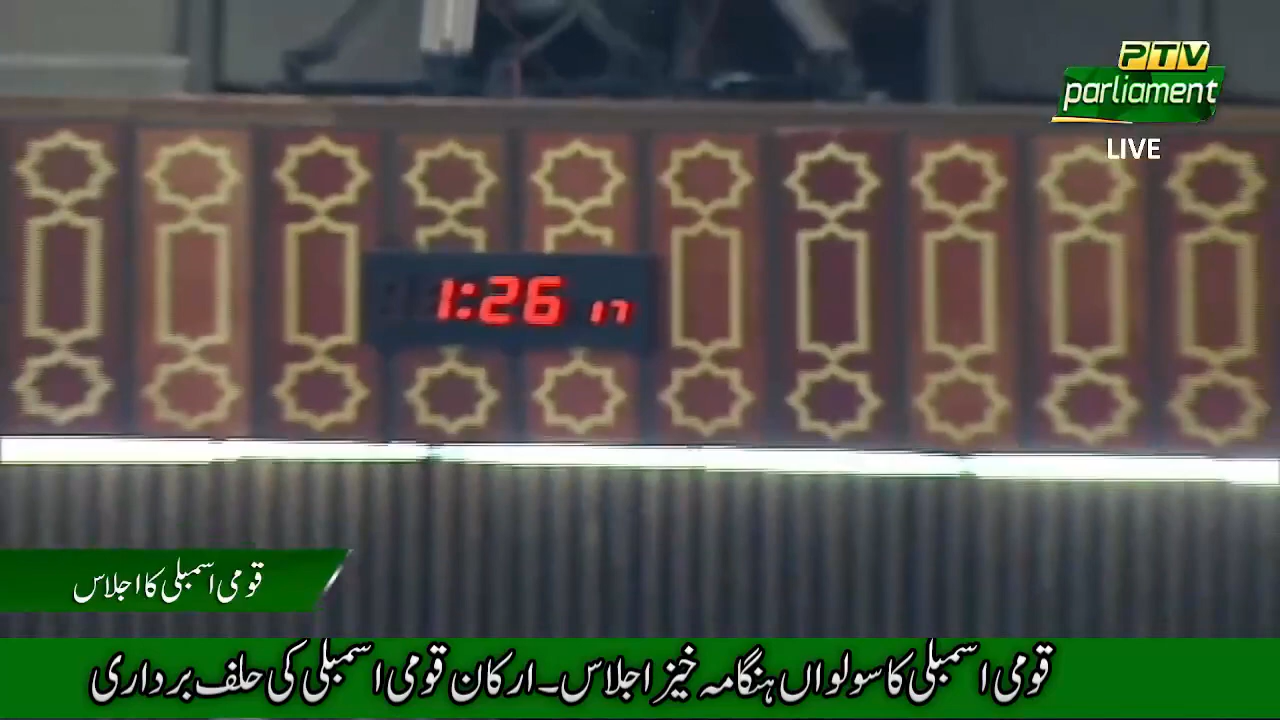 PTV
parliament
LIVE
1:26 17
قومی اسمبلی کا اجلاس
قومی اسمبلی کا سولواں ہنگامہ خیز اجلاس۔ ارکان قومی اسمبلی کی حلف برداری